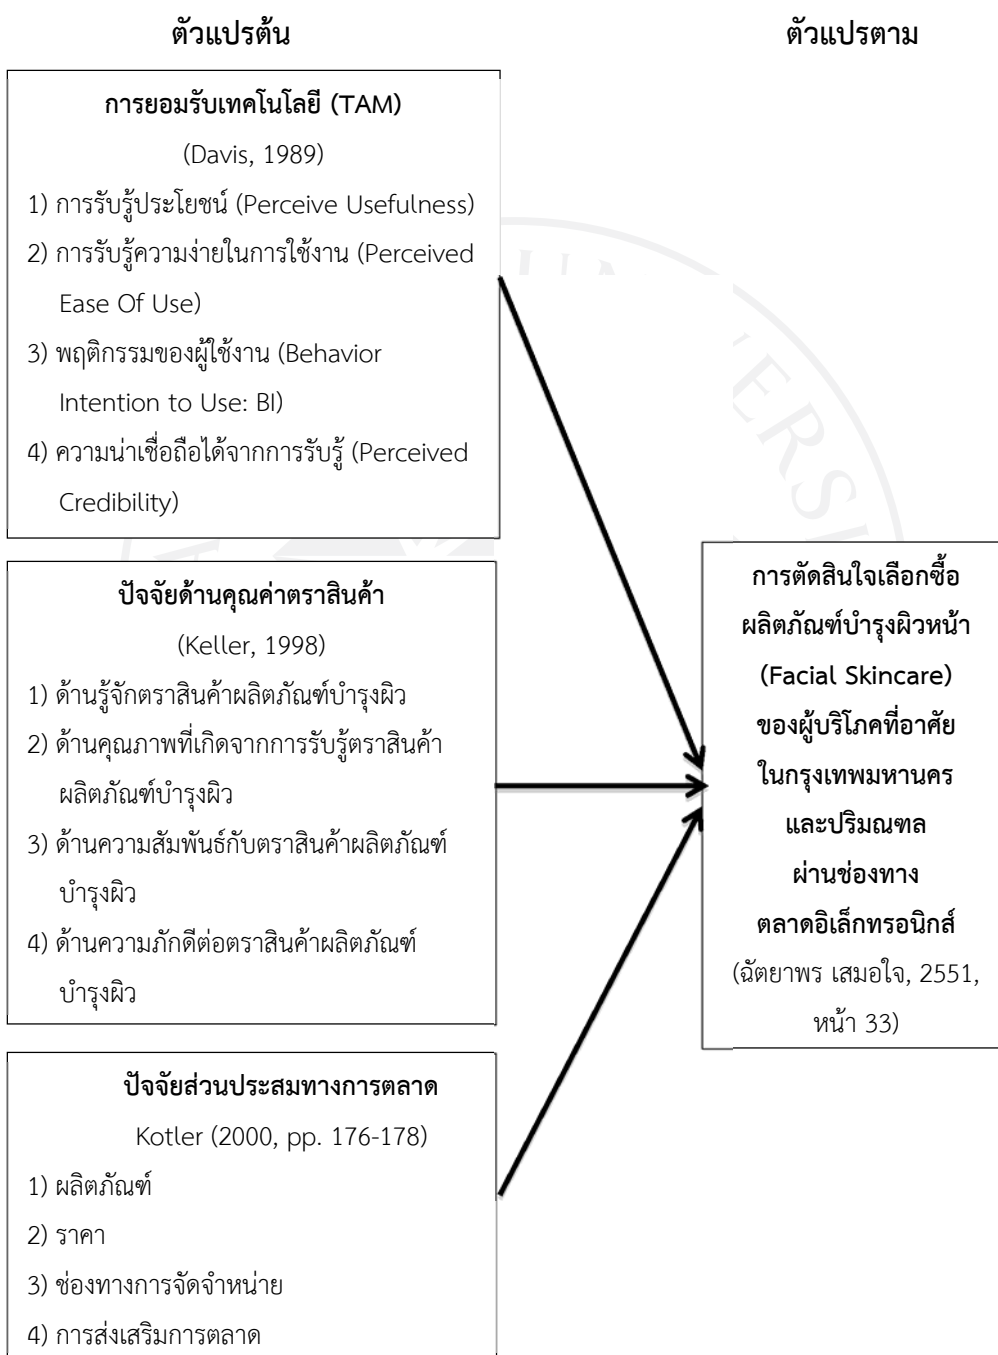 ตัวแปรต้น
ตัวแปรตาม
การยอมรับเทคโนโลยี (TAM)
(Davis, 1989)
1) การรับรู้ประโยชน์ (Perceive Usefulness)
2) การรับรู้ความง่ายในการใช้งาน (Perceived
Ease Of Use)
3) พฤติกรรมของผู้ใช้งาน (Behavior
Intention to Use: BI)
4) ความน่าเชื่อถือได้จากการรับรู้ (Perceived
Credibility)
ปัจจัยด้านคุณค่าตราสินค้า
(Keller, 1998)
1) ด้านรู้จักตราสินค้าผลิตภัณฑ์บำรุงผิว
2) ด้านคุณภาพที่เกิดจากการรับรู้ตราสินค้า
ผลิตภัณฑ์บำรุงผิว
3) ด้านความสัมพันธ์กับตราสินค้าผลิตภัณฑ์
บำรุงผิว
4) ด้านความภักดีต่อตราสินค้าผลิตภัณฑ์
บำรุงผิว
ปัจจัยส่วนประสมทางการตลาด
Kotler (2000, pp. 176-178)
1) ผลิตภัณฑ์
2) ราคา
3) ช่องทางการจัดจำหน่าย
4) การส่งเสริมการตลาด
การตัดสินใจเลือกซื้อ
ผลิตภัณฑ์บำรุงผิวหน้า
(Facial Skincare)
ของผู้บริโภคที่อาศัย
ในกรุงเทพมหานคร
และปริมณฑล
ผ่านช่องทาง
ตลาดอิเล็กทรอนิกส์
(ฉัตยาพร เสมอใจ, 2551,
หน้า 33)